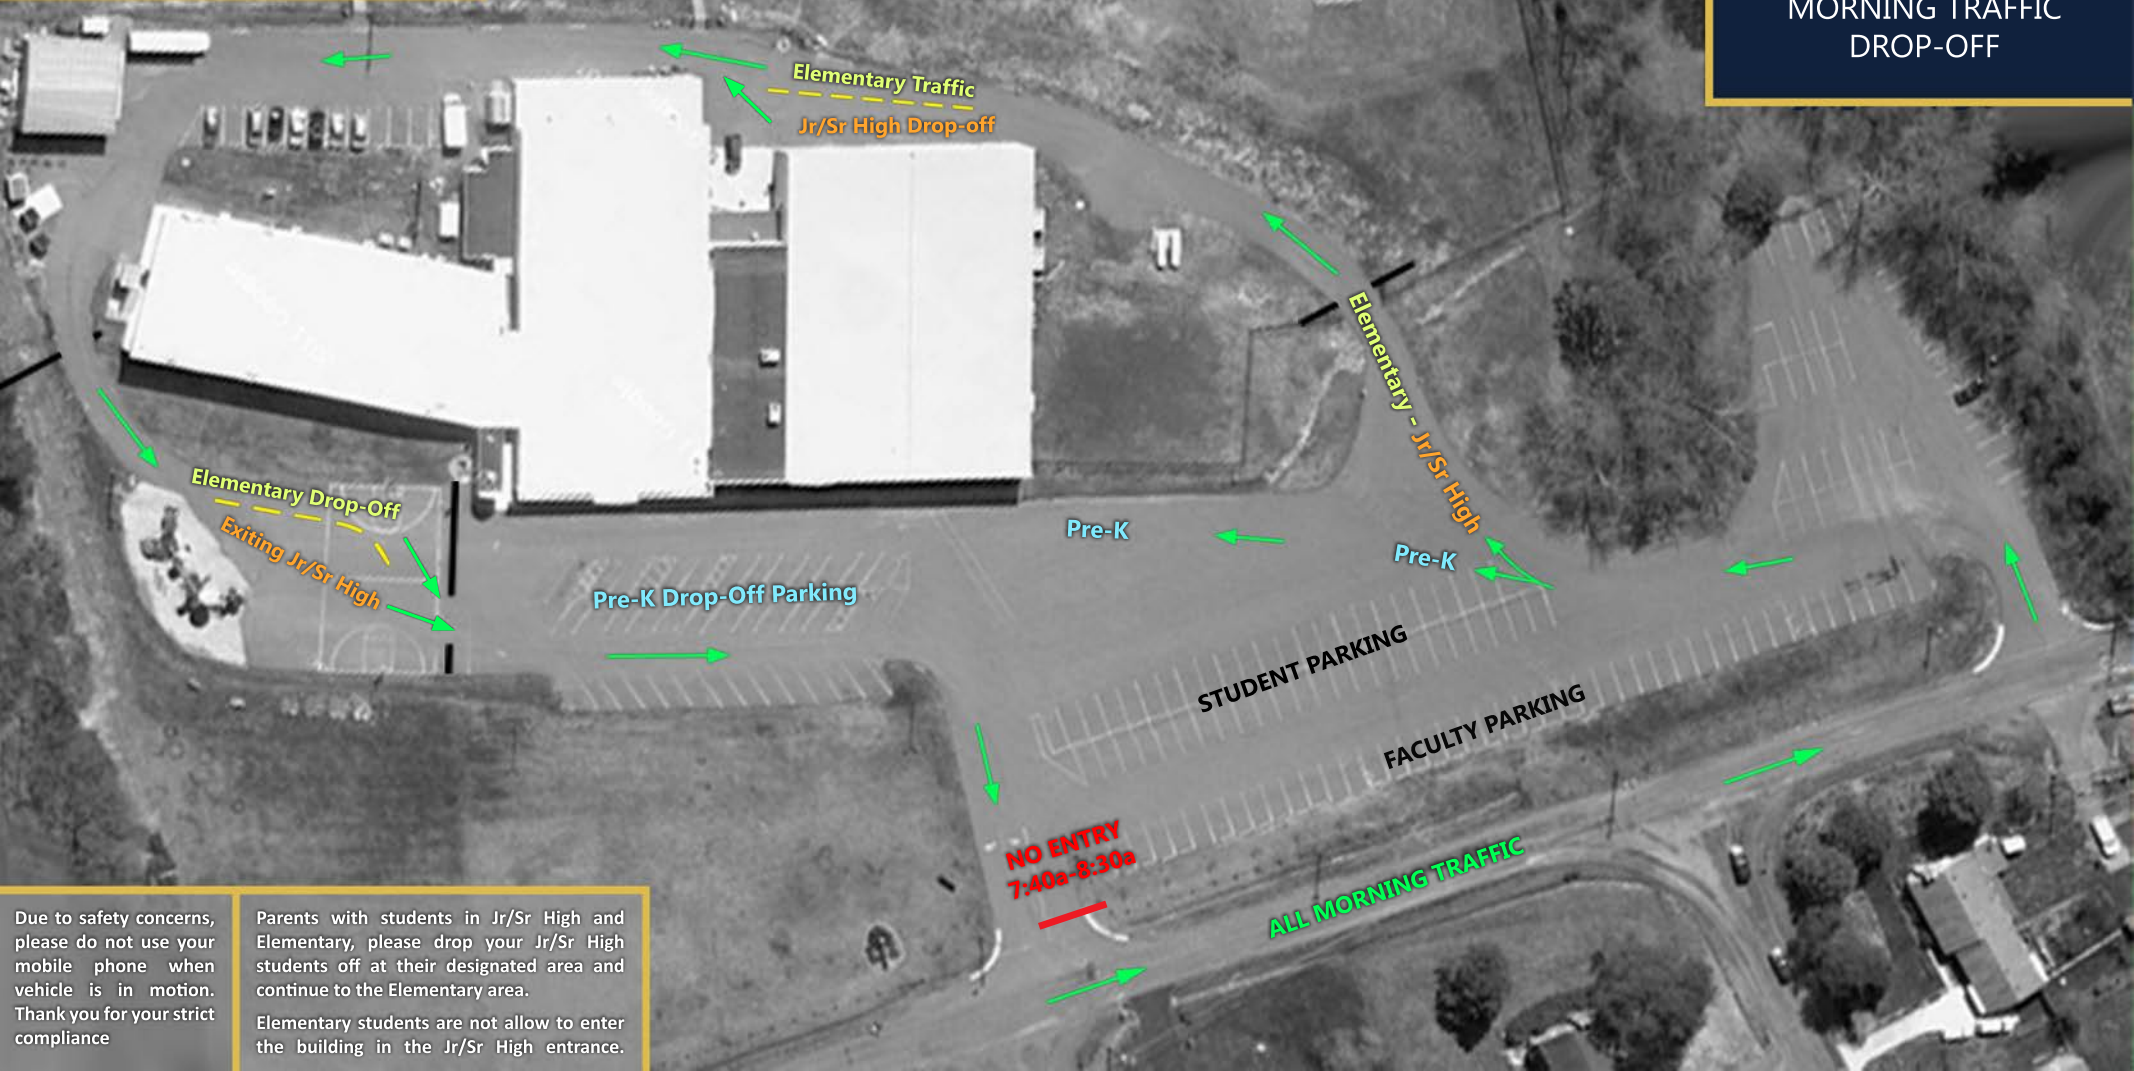 MORNING TRAFFIC
DROP-OFF
Elementary Traffic
Jr/Sr High Drop-off
Elementary - Jr/Sr High
Elementary Drop-Off
Exiting Jr/Sr High
Pre-K
Pre-K
Pre-K Drop-Off Parking
STUDENT PARKING
FACULTY PARKING
NO ENTRY
7:40a-8:30a
ALL MORNING TRAFFIC
Due to safety concerns,
please do not use your
mobile phone when
vehicle is in motion.
Thank you for your strict
compliance
Parents with students in Jr/Sr High and
Elementary, please drop your Jr/Sr High
students off at their designated area and
continue to the Elementary area.
Elementary students are not allow to enter
the building in the Jr/Sr High entrance.